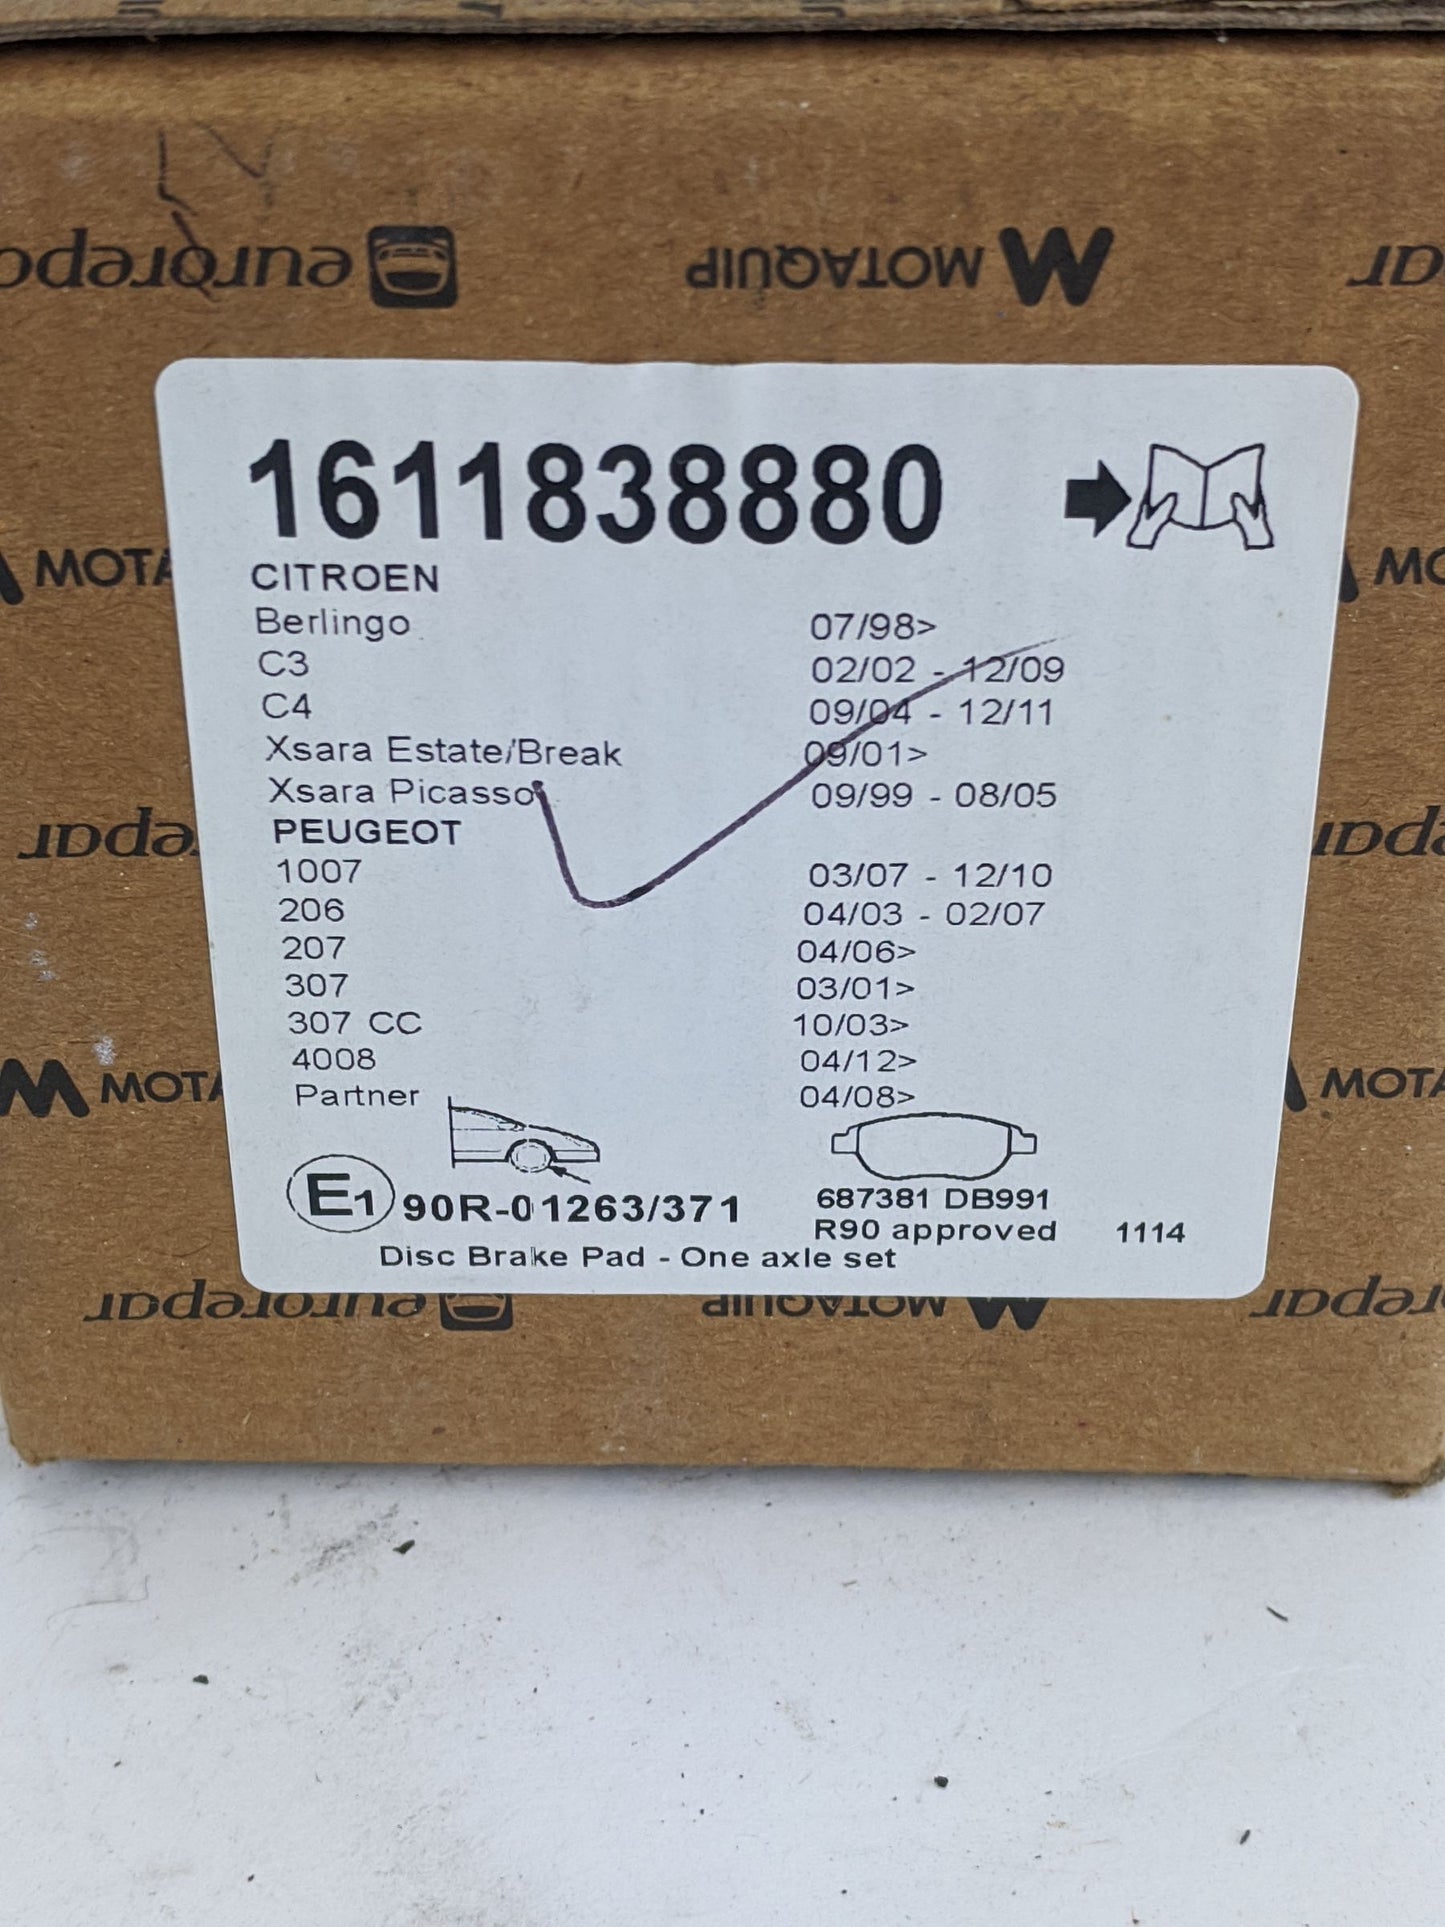 eurorepa
MOTAQUIP
1611838880
CITROEN
Berlingo 07/98>
C3 02/02 - 12/09
C4 09/04 - 12/11
Xsara Estate/Break 09/01>
Xsara Picasso 09/99 - 08/05
PEUGEOT
1007 03/07 - 12/10
206 04/03 - 02/07
207 04/06>
307 03/01>
307 CC 10/03>
4008 04/12>
Partner 04/08>
E1 90R-01263/371
687381 DB991
R90 approved 1114
Disc Brake Pad - One axle set
eurorepar
MOTAQUIP